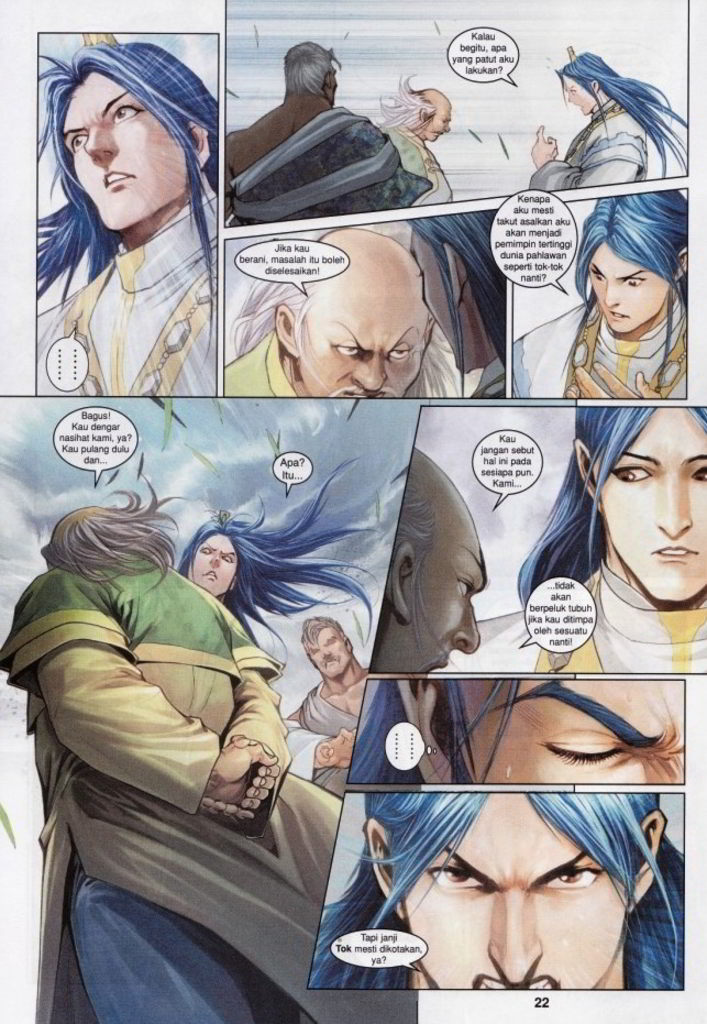 Kalau
begitu, apa
yang patut aku
lakukan?
Jika kau
berani, masalah itu boleh
diselesaikan!
Kenapa
aku mesti
takut asalkan aku
akan menjadi
pemimpin tertinggi
dunia pahlawan
seperti tok-tok
nanti?
Bagus!
Kau dengar
nasihat kami, ya?
Kau pulang dulu
dan...
Apa?
Itu...
Kau
jangan sebut
hal ini pada
sesiapa pun.
Kami...
...tidak
akan
berpeluk tubuh
jika kau ditimpa
oleh sesuatu
nanti!
Tapi janji
Tok mesti dikotakan,
ya?
22